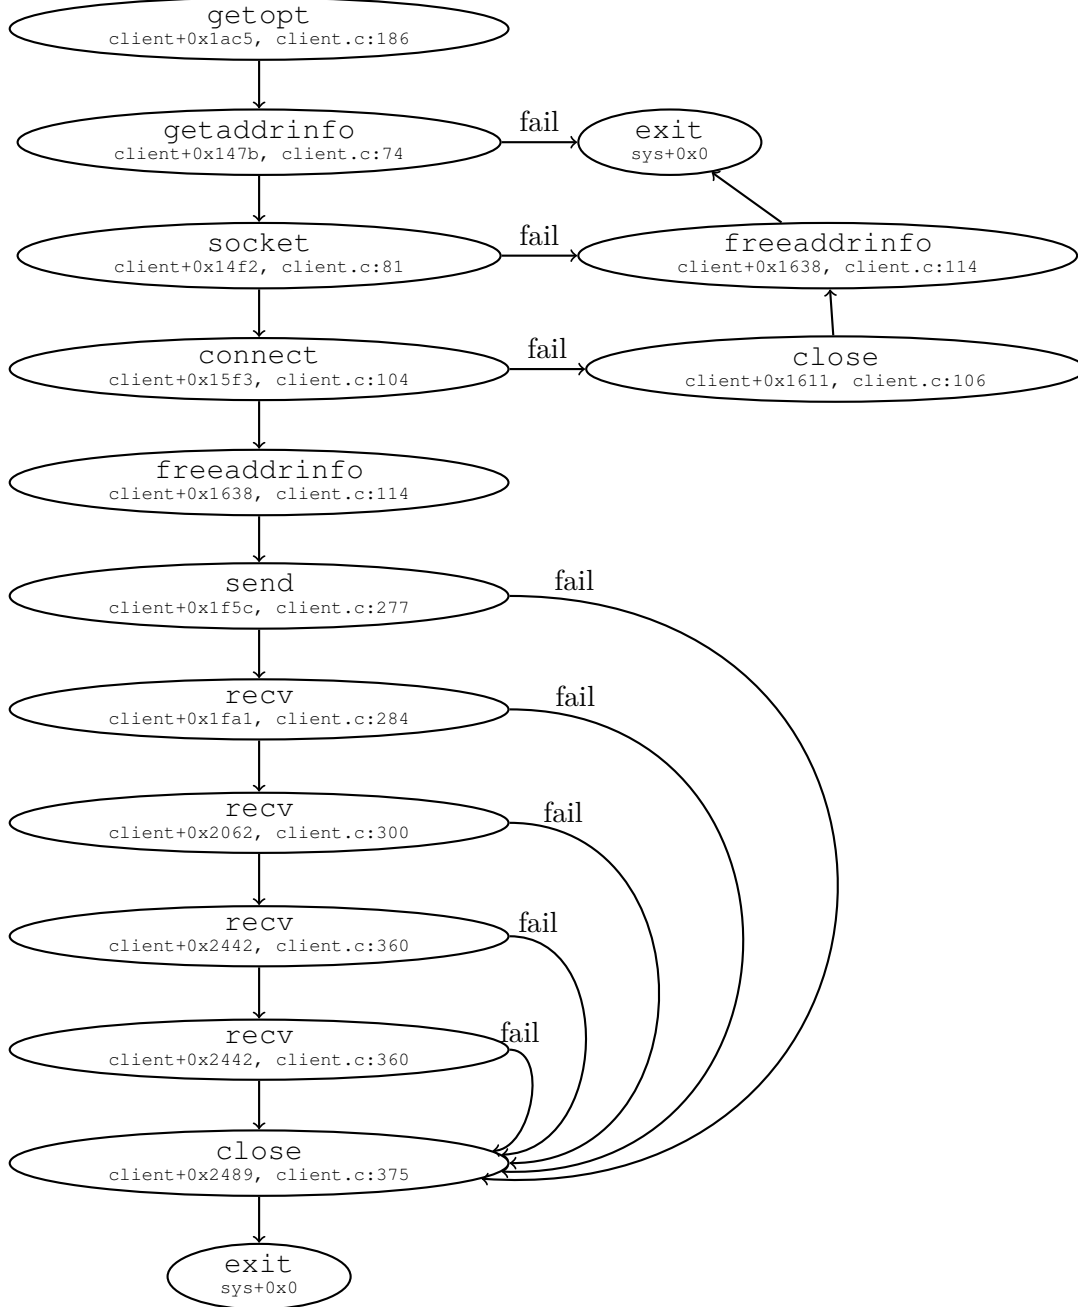 getopt
client+0x1ac5, client.c:186
getaddrinfo
client+0x147b, client.c:74
fail
exit
sys+0x0
socket
client+0x14f2, client.c:81
fail
freeaddrinfo
client+0x1638, client.c:114
connect
client+0x15f3, client.c:104
fail
close
client+0x1611, client.c:106
freeaddrinfo
client+0x1638, client.c:114
send
client+0x1f5c, client.c:277
fail
recv
client+0x1fa1, client.c:284
fail
recv
client+0x2062, client.c:300
fail
recv
client+0x2442, client.c:360
fail
recv
client+0x2442, client.c:360
fail
close
client+0x2489, client.c:375
exit
sys+0x0